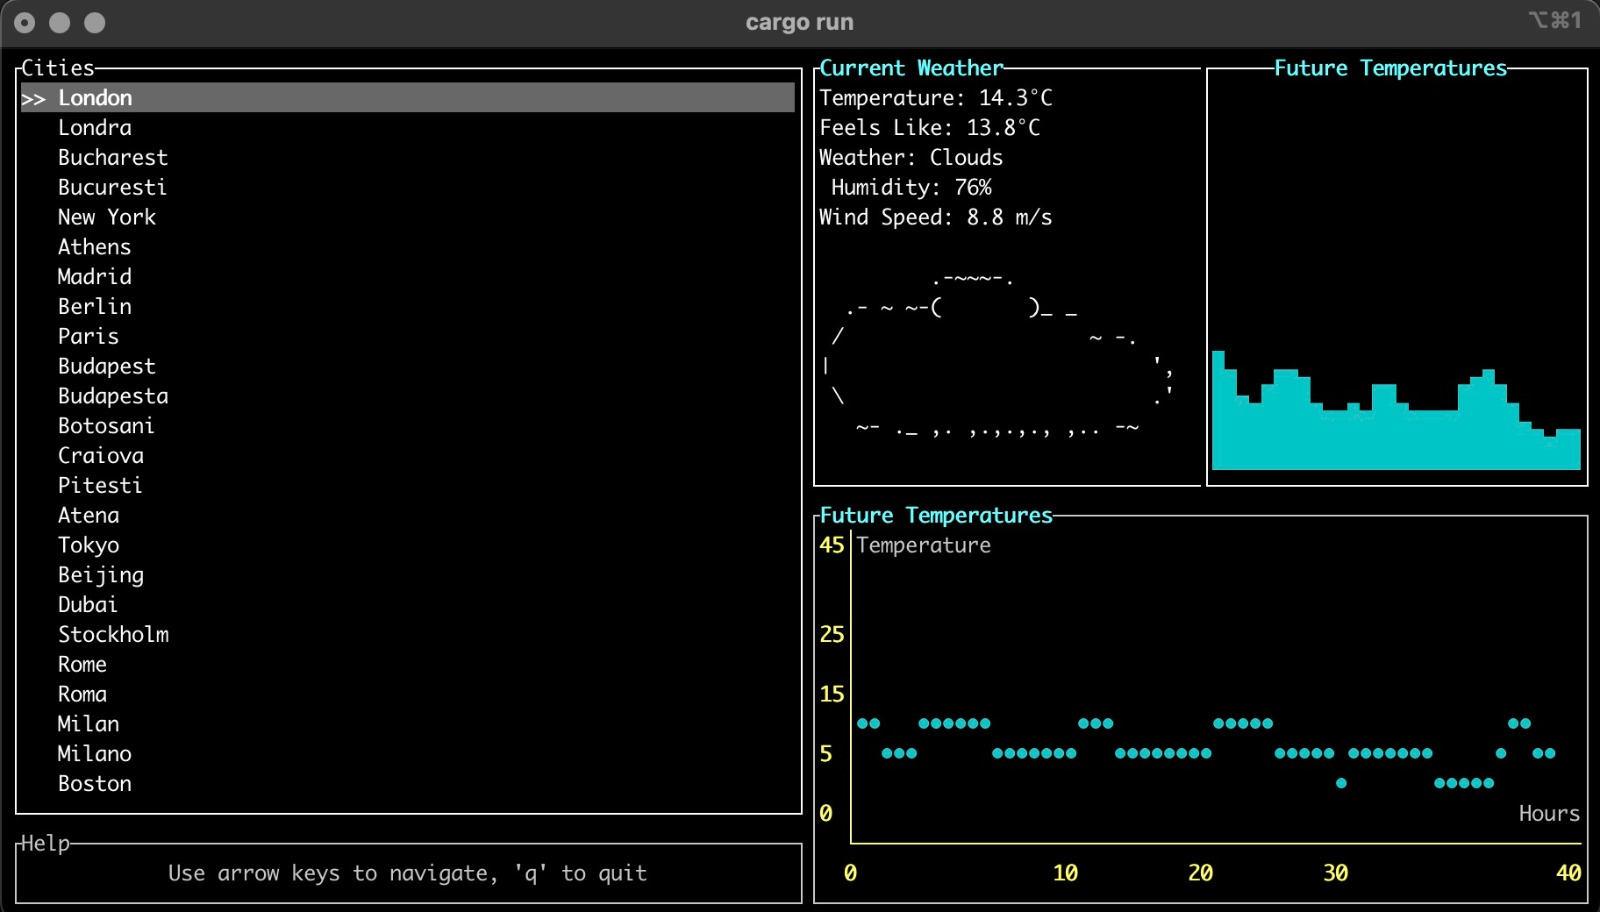 cargo run
⌥⌘1
Cities
>> London
Londra
Bucharest
Bucuresti
New York
Athens
Madrid
Berlin
Paris
Budapest
Budapesta
Botosani
Craiova
Pitesti
Atena
Tokyo
Beijing
Dubai
Stockholm
Rome
Roma
Milan
Milano
Boston
Help
Use arrow keys to navigate, 'q' to quit
Current Weather
Temperature: 14.3°C
Feels Like: 13.8°C
Weather: Clouds
Humidity: 76%
Wind Speed: 8.8 m/s
Future Temperatures
Future Temperatures
45 Temperature
25
15
5
0 Hours
0 10 20 30 40